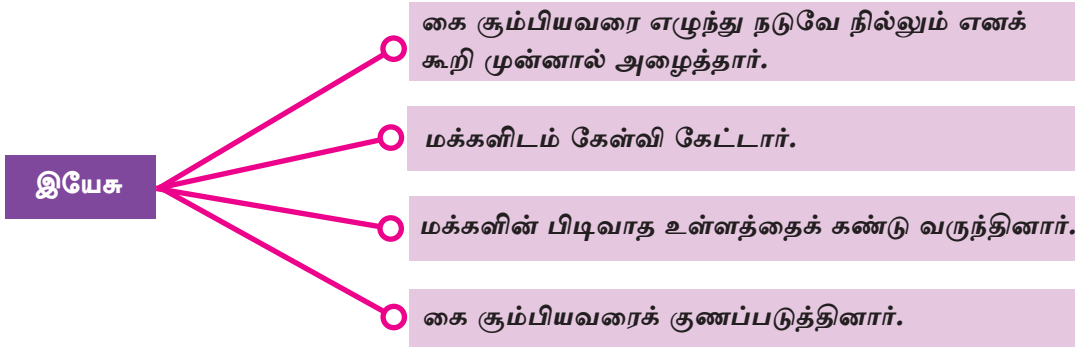 கை சூம்பியவரை எழுந்து நடுவே நில்லும் எனக்
கூறி முன்னால் அழைத்தார்.
மக்களிடம் கேள்வி கேட்டார்.
இயேசு
மக்களின் பிடிவாத உள்ளத்தைக் கண்டு வருந்தினார்.
கை சூம்பியவரைக் குணப்படுத்தினார்.